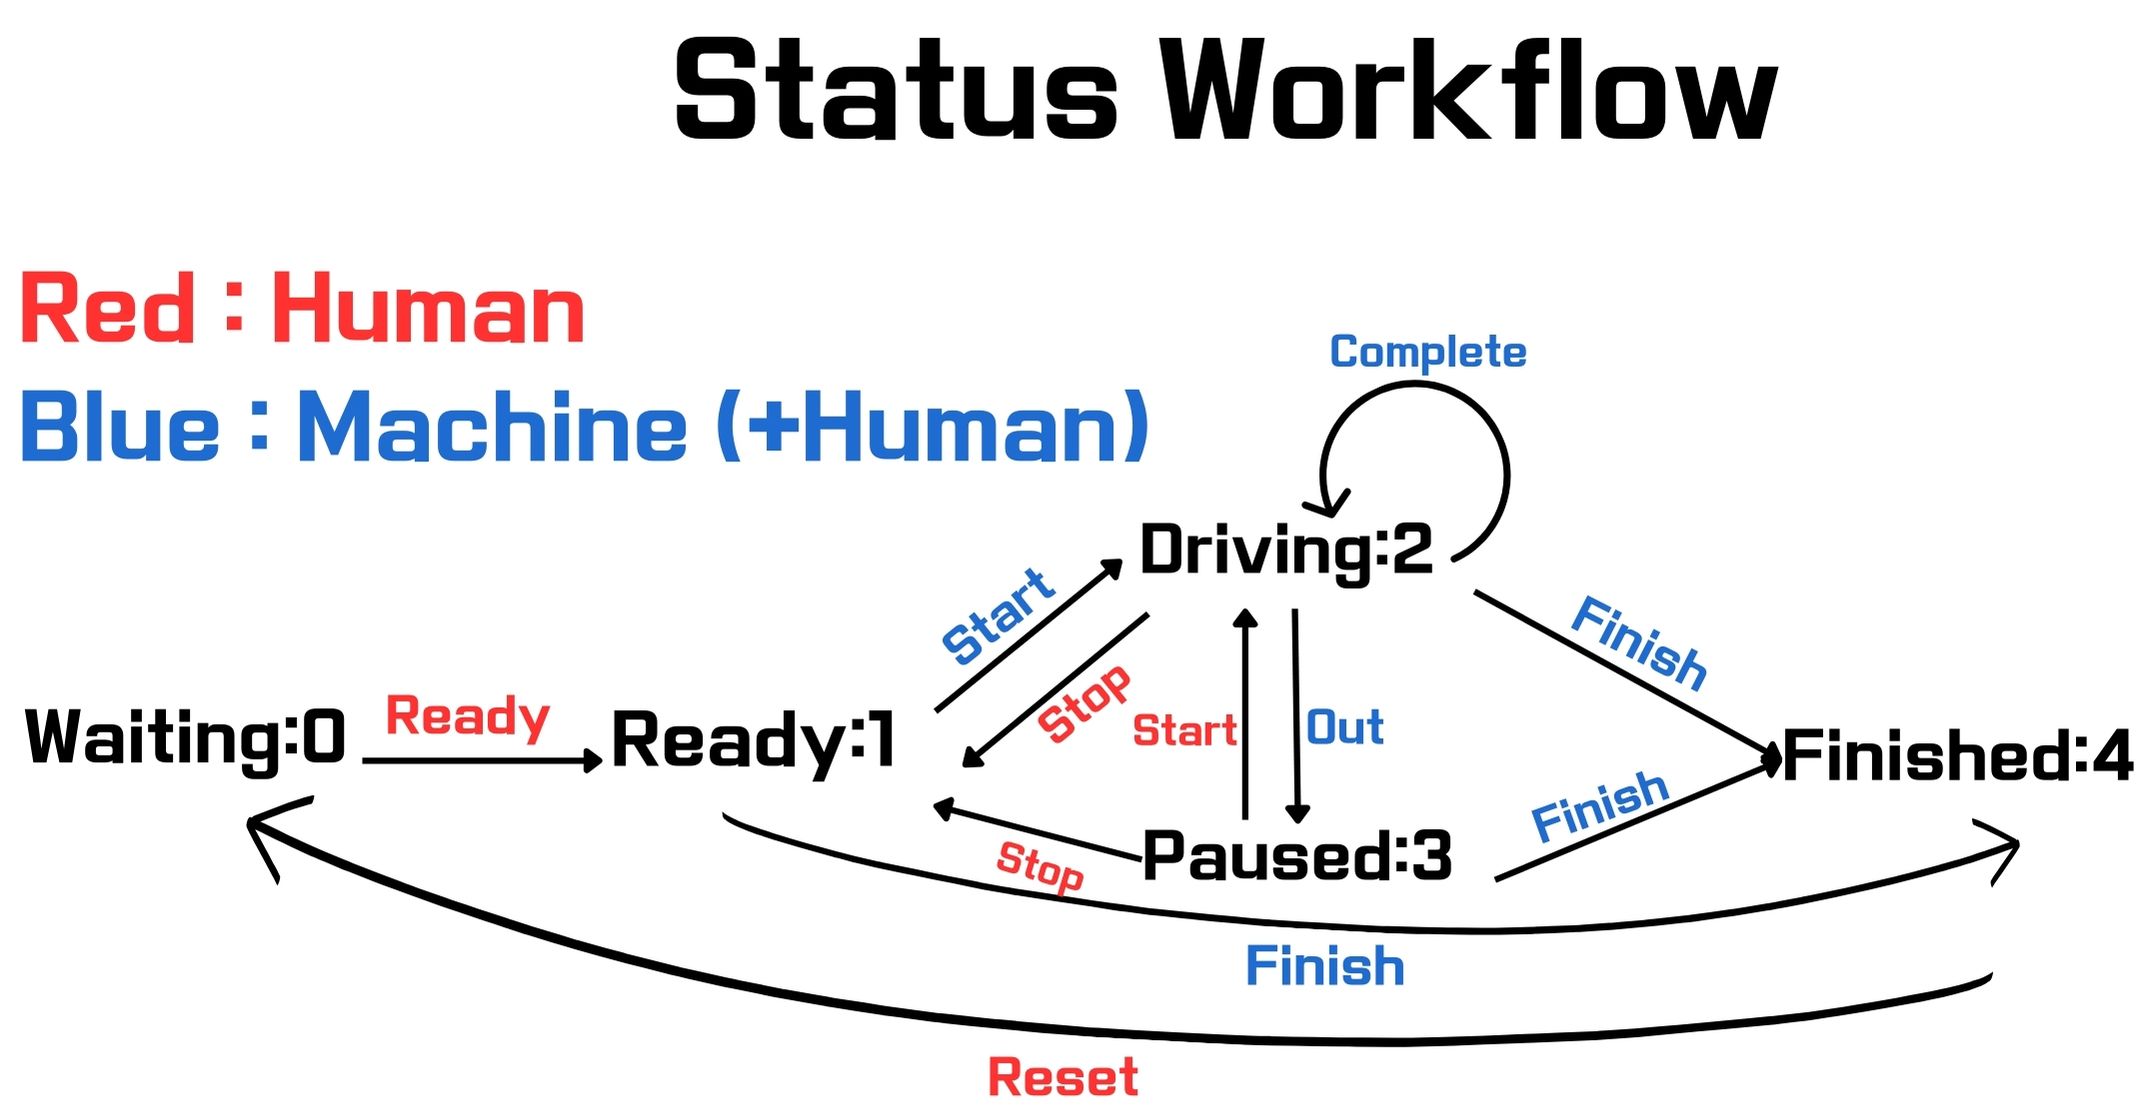 Status Workflow
Red : Human
Blue : Machine (+Human)
Complete
Driving:2
Start
Stop
Start
Out
Finish
Waiting:0
Ready
Ready:1
Finished:4
Finish
Paused:3
Stop
Finish
Reset